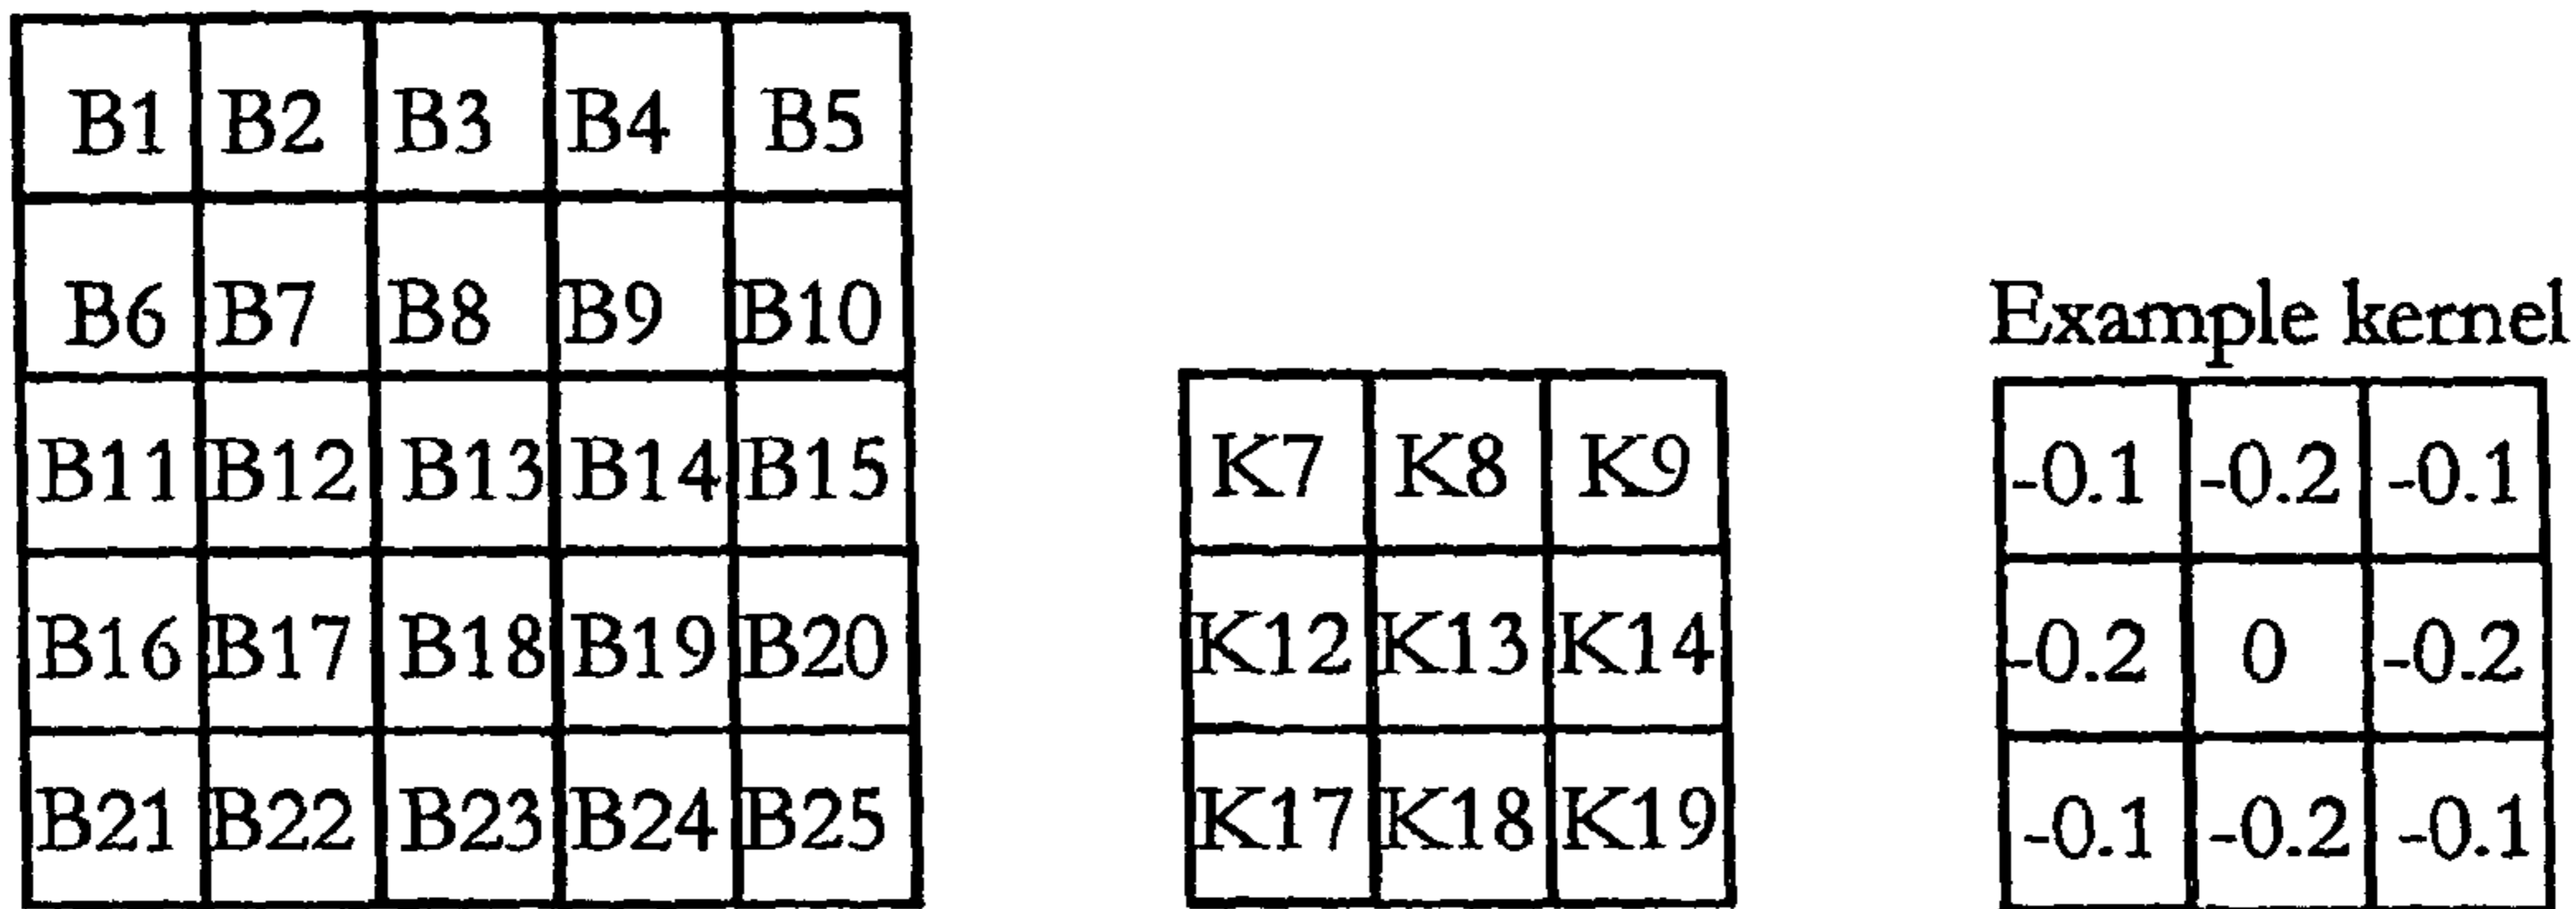 B1 B2 B3 B4 B5
B6 B7 B8 B9 B10
Example kernel
B11 B12 B13 B14 B15 K7 K8 K9 -0.1 -0.2 -0.1
B16 B17 B18 B19 B20 K12 K13 K14 -0.2 0 -0.2
B21 B22 B23 B24 B25 K17 K18 K19 -0.1 -0.2 -0.1